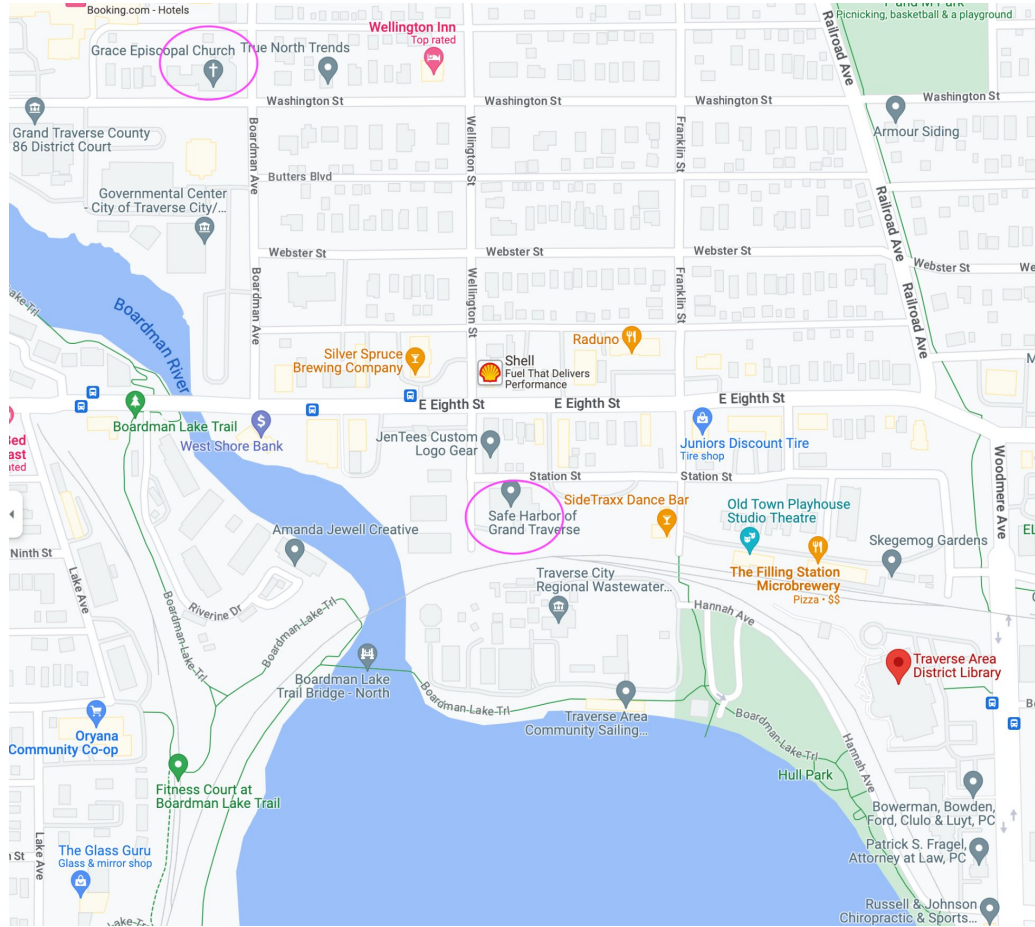 Booking.com - Hotels
Wellington Inn
Top rated
Picnicking, basketball & a playground
Railroad Ave
Grace Episcopal Church
True North Trends
Washington St
Washington St
Washington St
Washington St
Grand Traverse County
86 District Court
Armour Siding
Boardman Ave
Wellington St
Franklin St
Butters Blvd
Governmental Center
- City of Traverse City/...
Railroad Ave
Webster St
Webster St
Webster St
Webster St
Boardman Ave
Wellington St
Franklin St
Railroad Ave
Boardman River
Raduno
Silver Spruce
Brewing Company
Shell
Fuel That Delivers
Performance
E Eighth St
E Eighth St
E Eighth St
Boardman Lake Trail
West Shore Bank
JenTees Custom
Logo Gear
Juniors Discount Tire
Tire shop
Woodmere Ave
Station St
Station St
Safe Harbor of
Grand Traverse
SideTraxx Dance Bar
Old Town Playhouse
Studio Theatre
Amanda Jewell Creative
Skegemog Gardens
Ninth St
Lake Ave
The Filling Station
Microbrewery
Pizza • $$
Traverse City
Regional Wastewater...
Riverine Dr
Boardman-Lake-Trl
Boardman-Lake-Trl
Hannah Ave
Traverse Area
District Library
Boardman Lake
Trail Bridge - North
Boardman-Lake-Trl
Traverse Area
Community Sailing...
Boardman-Lake-Trl
Hannah Ave
Oryana
Community Co-op
Hull Park
Fitness Court at
Boardman Lake Trail
Bowerman, Bowden,
Ford, Clulo & Luyt, PC
Lake Ave
The Glass Guru
Glass & mirror shop
Patrick S. Fragel,
Attorney at Law, PC
Russell & Johnson
Chiropractic & Sports...